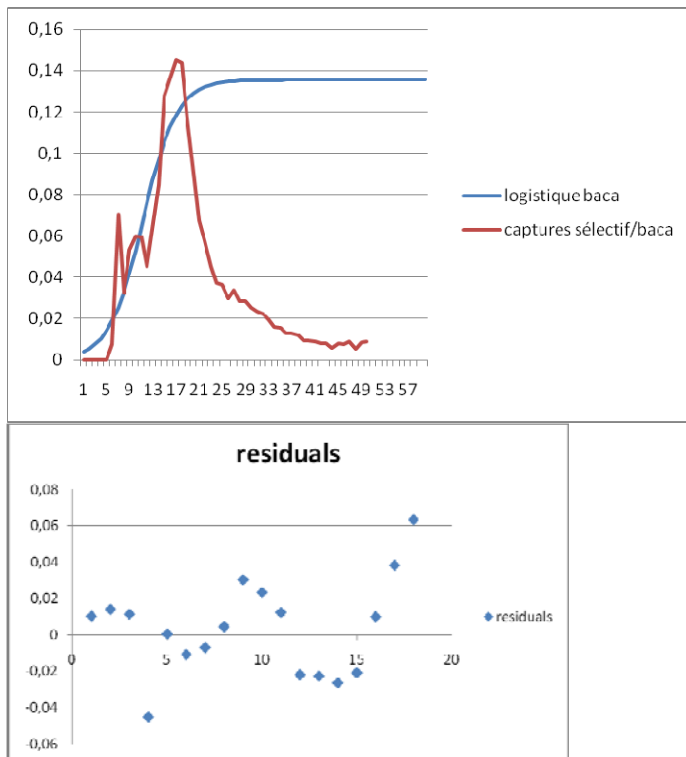 0,16
0,14
0,12
0,1
0,08
0,06
0,04
0,02
0
1 5 9 13 17 21 25 29 33 37 41 45 49 53 57
logistique baca
captures sélectif/baca
residuals
0,08
0,06
0,04
0,02
0
-0,02
-0,04
-0,06
0 5 10 15 20
residuals